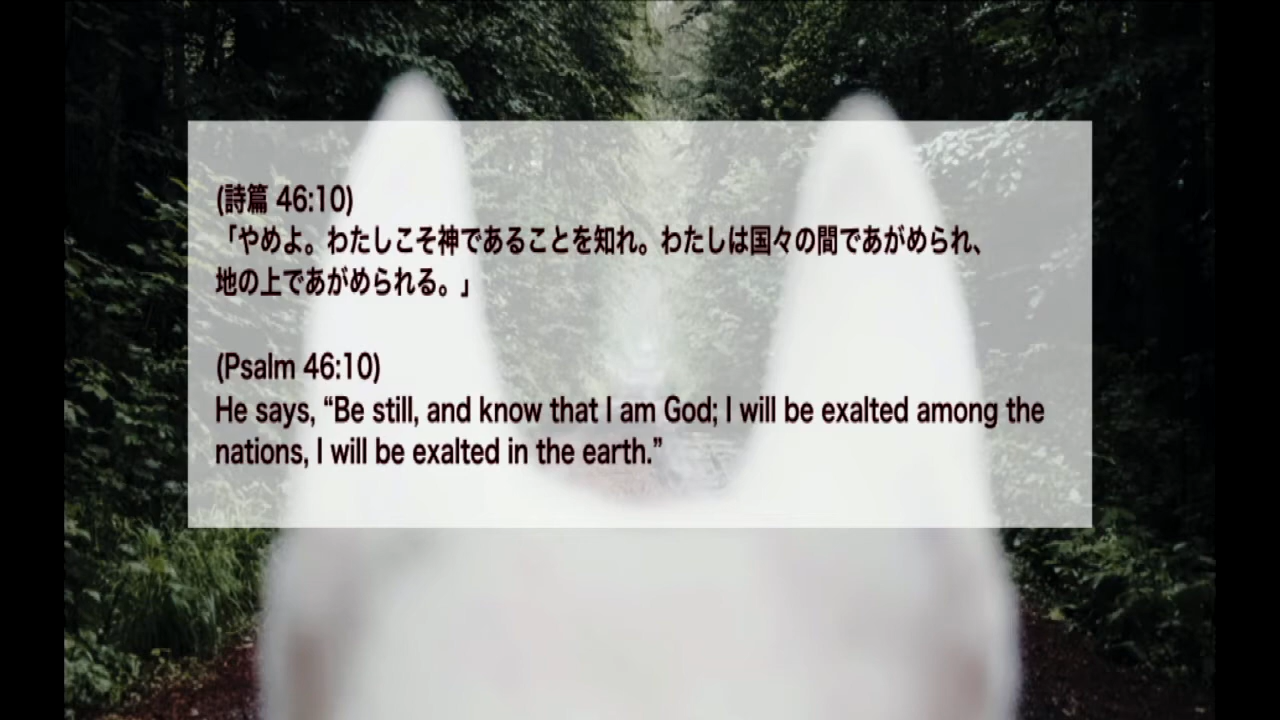 (詩篇 46:10)
「やめよ。わたしこそ神であることを知れ。わたしは国々の間であがめられ、
地の上であがめられる。」
(Psalm 46:10)
He says, “Be still, and know that I am God; I will be exalted among the
nations, I will be exalted in the earth.”